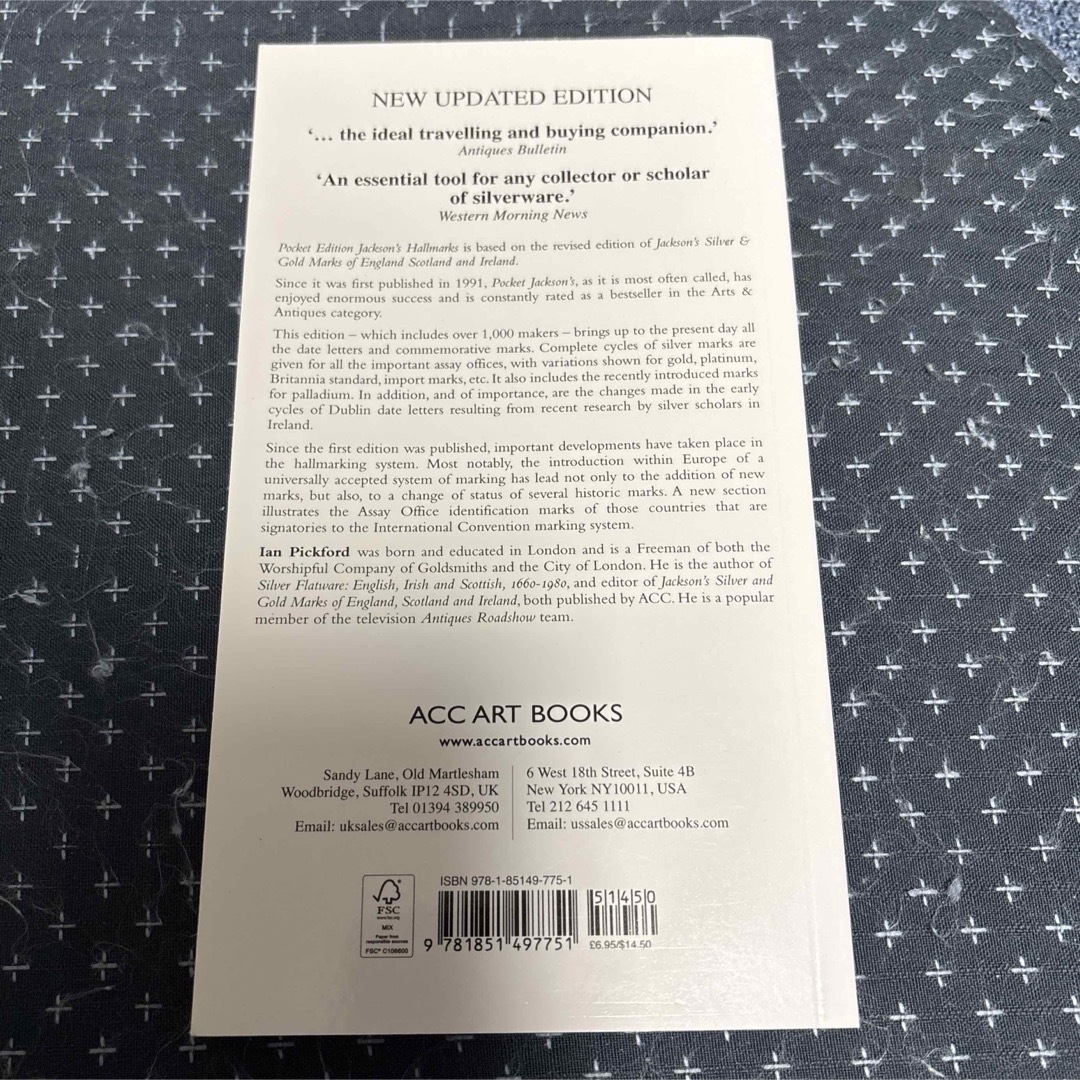 NEW UPDATED EDITION
‘... the ideal travelling and buying companion.’
Antiques Bulletin
‘An essential tool for any collector or scholar
of silverware.’
Western Morning News
Pocket Edition Jackson's Hallmarks is based on the revised edition of Jackson's Silver &
Gold Marks of England Scotland and Ireland.
Since it was first published in 1991, Pocket Jackson's, as it is most often called, has
enjoyed enormous success and is constantly rated as a bestseller in the Arts &
Antiques category.
This edition – which includes over 1,000 makers – brings up to the present day all
the date letters and commemorative marks. Complete cycles of silver marks are
given for all the important assay offices, with variations shown for gold, platinum,
Britannia standard, import marks, etc. It also includes the recently introduced marks
for palladium. In addition, and of importance, are the changes made in the early
cycles of Dublin date letters resulting from recent research by silver scholars in
Ireland.
Since the first edition was published, important developments have taken place in
the hallmarking system. Most notably, the introduction within Europe of a
universally accepted system of marking has lead not only to the addition of new
marks, but also, to a change of status of several historic marks. A new section
illustrates the Assay Office identification marks of those countries that are
signatories to the International Convention marking system.
Ian Pickford was born and educated in London and is a Freeman of both the
Worshipful Company of Goldsmiths and the City of London. He is the author of
Silver Flatware: English, Irish and Scottish, 1660-1980, and editor of Jackson's Silver and
Gold Marks of England, Scotland and Ireland, both published by ACC. He is a popular
member of the television Antiques Roadshow team.
ACC ART BOOKS
www.accartbooks.com
Sandy Lane, Old Martlesham
Woodbridge, Suffolk IP12 4SD, UK
Tel 01394 389950
Email: uksales@accartbooks.com
6 West 18th Street, Suite 4B
New York NY10011, USA
Tel 212 645 1111
Email: ussales@accartbooks.com
FSC
www.fsc.org
MIX
Paper from
responsible sources
FSC® C106600
ISBN 978-1-85149-775-1
9 781851 497751
51450
£6.95/$14.50